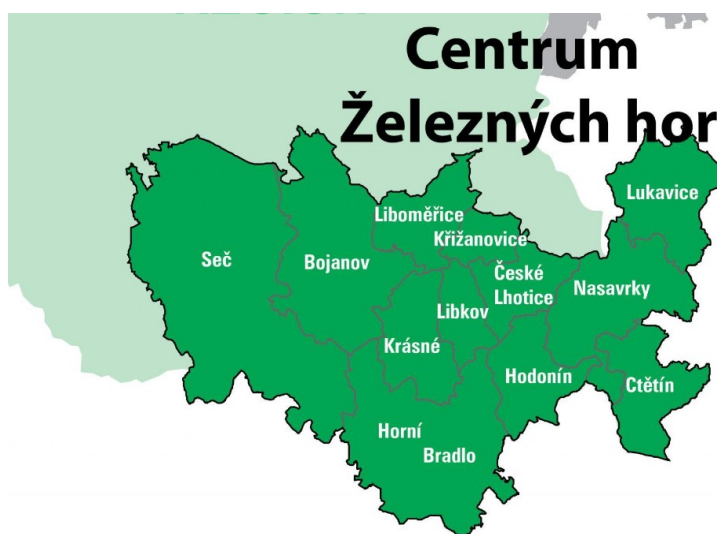 Centrum
Železných hor
Lukavice
Liboměřice
Křižanovice
Seč
Bojanov
České
Lhotice
Nasavrky
Libkov
Krásné
Hodonín
Ctětín
Horní
Bradlo